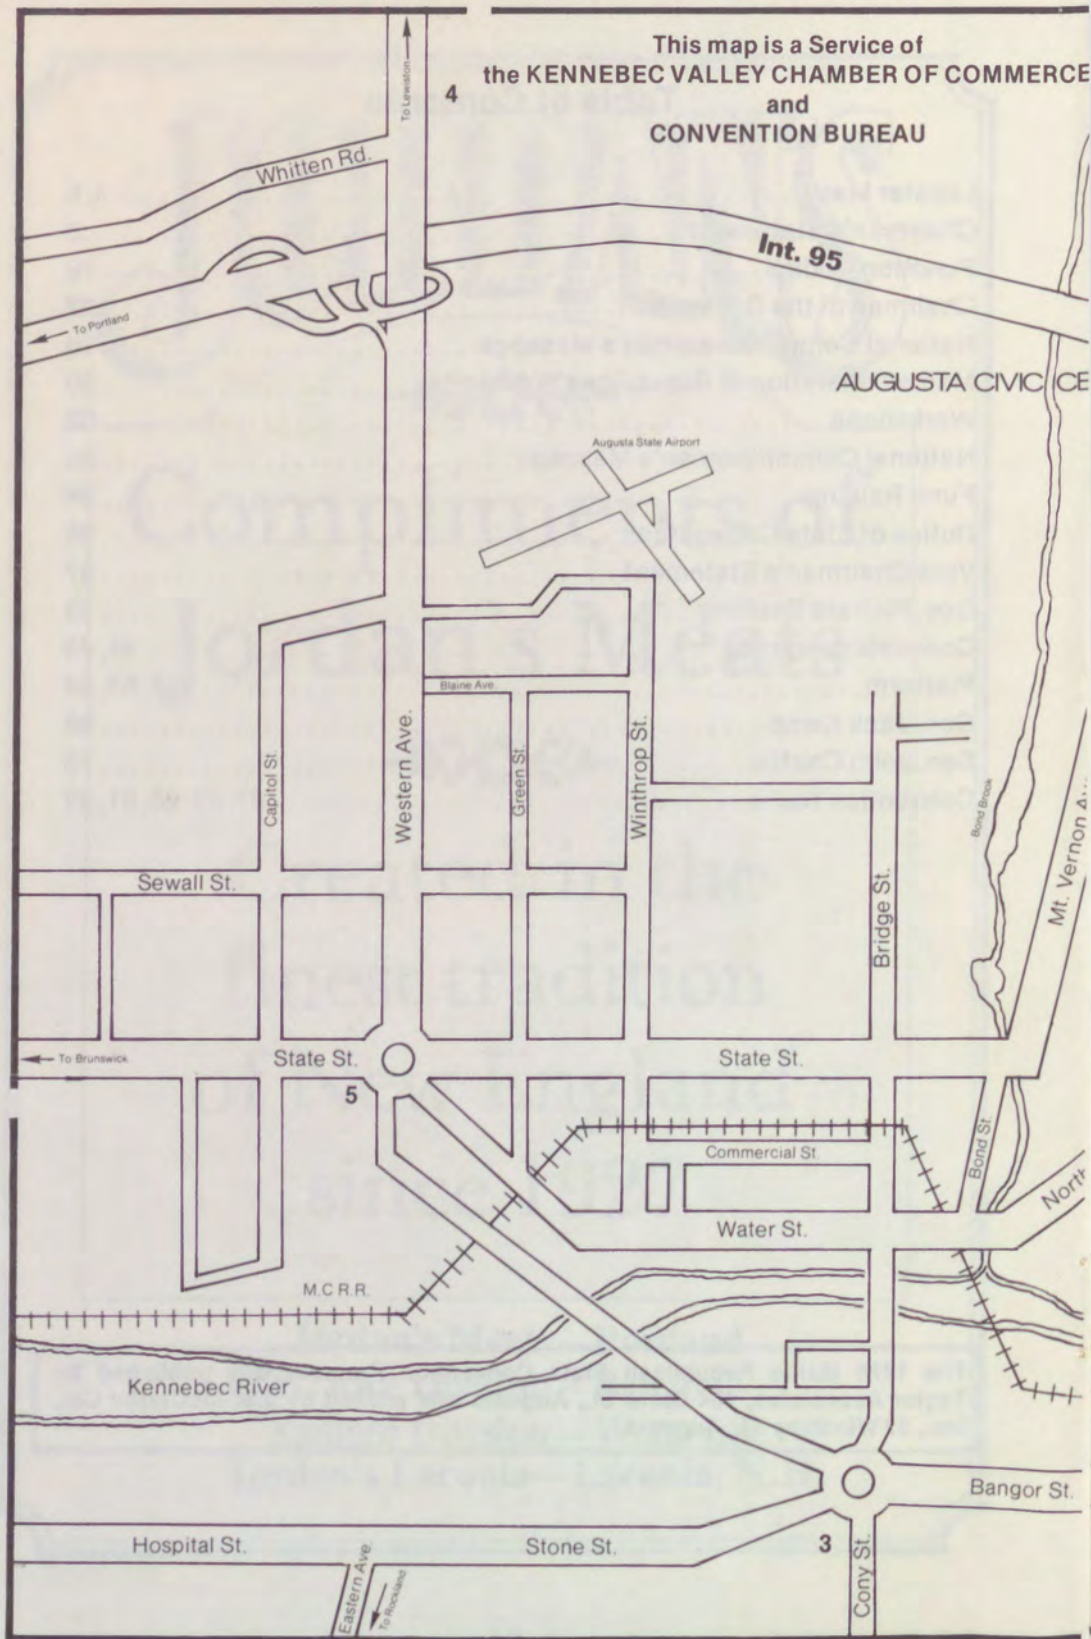 This map is a Service of
the KENNEBEC VALLEY CHAMBER OF COMMERCE
and
CONVENTION BUREAU
To Lewiston
4
Whitten Rd.
Int. 95
To Portland
AUGUSTA CIVIC CE
Augusta State Airport
Blaine Ave.
Capitol St.
Western Ave.
Green St.
Winthrop St.
Bond Brook
Mt. Vernon Av
Bridge St.
Sewall St.
To Brunswick
State St.
State St.
5
Commercial St.
Bond St.
North
Water St.
M.C R.R.
Kennebec River
Bangor St.
Hospital St.
Stone St.
3
Cony St.
Eastern Ave.
To Rockland